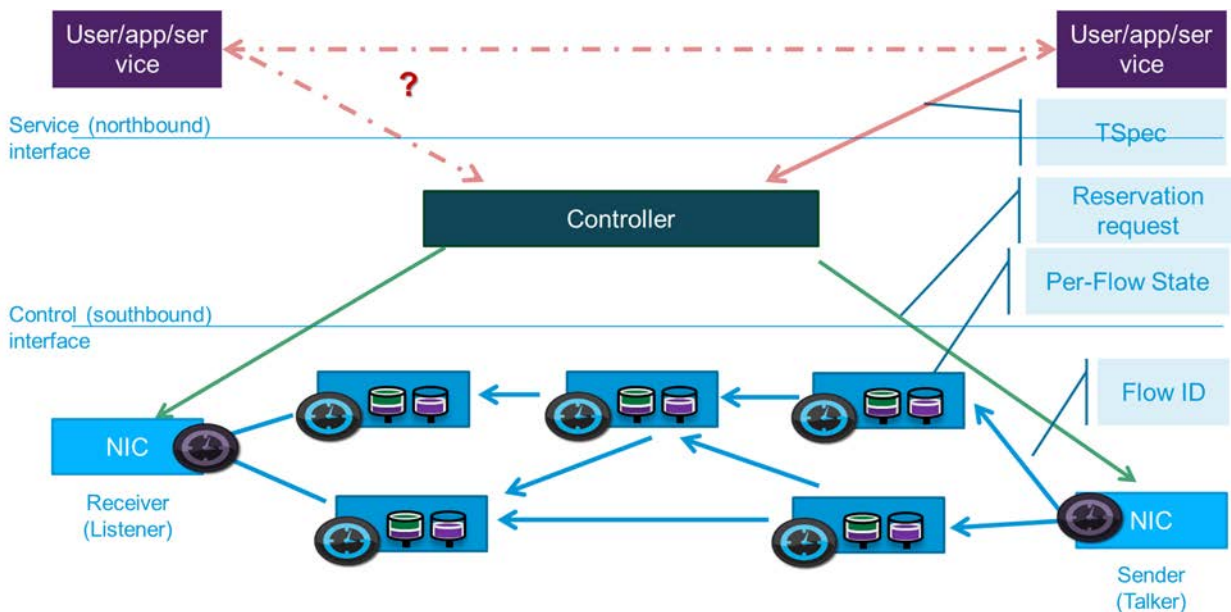 User/app/ser
vice
User/app/ser
vice
?
Service (northbound)
interface
TSpec
Controller
Reservation
request
Per-Flow State
Control (southbound)
interface
Flow ID
NIC
Receiver
(Listener)
NIC
Sender
(Talker)